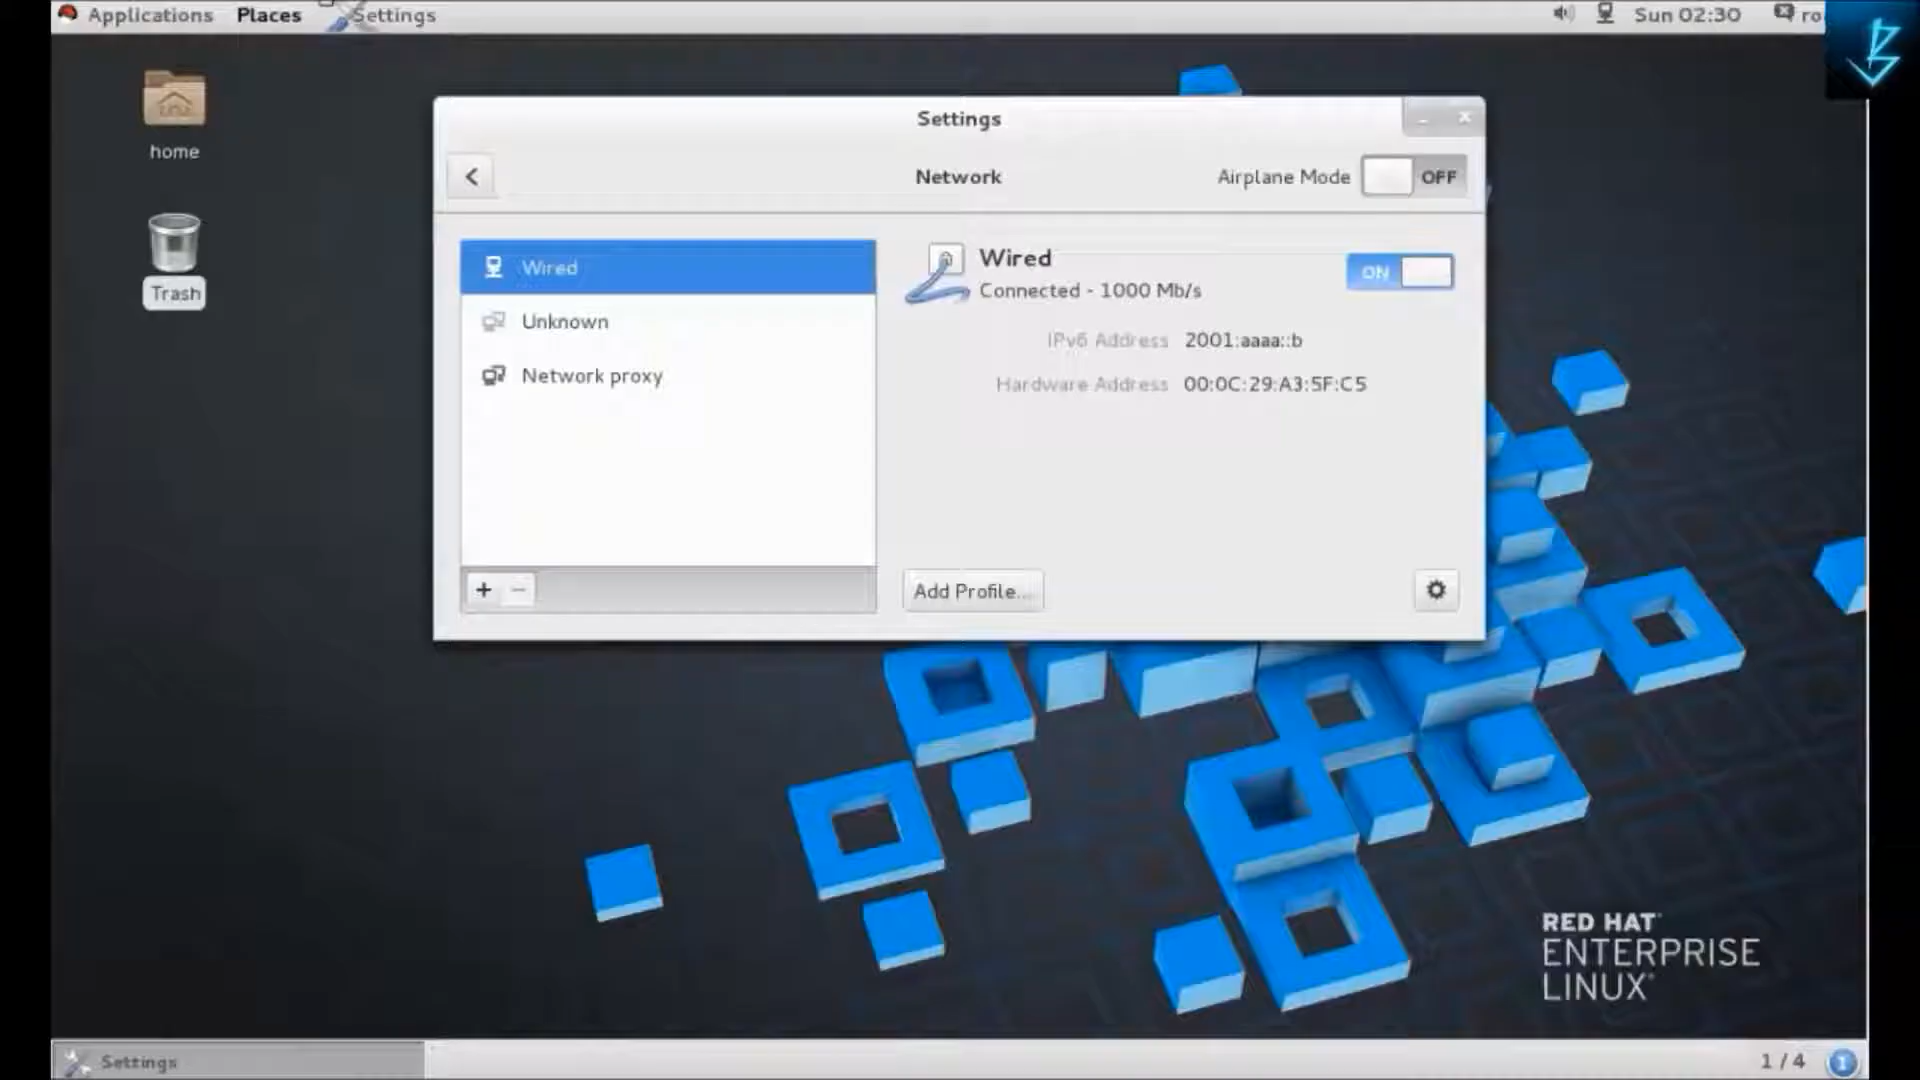 Applications Places Settings
Sun 02:30
home
Trash
Settings
Network
Airplane Mode OFF
Wired
Unknown
Network proxy
Wired
ON
Connected - 1000 Mb/s
IPv6 Address 2001:aaaa::b
Hardware Address 00:0C:29:A3:5F:C5
+ −
Add Profile...
RED HAT
ENTERPRISE
LINUX
Settings
1 / 4
1